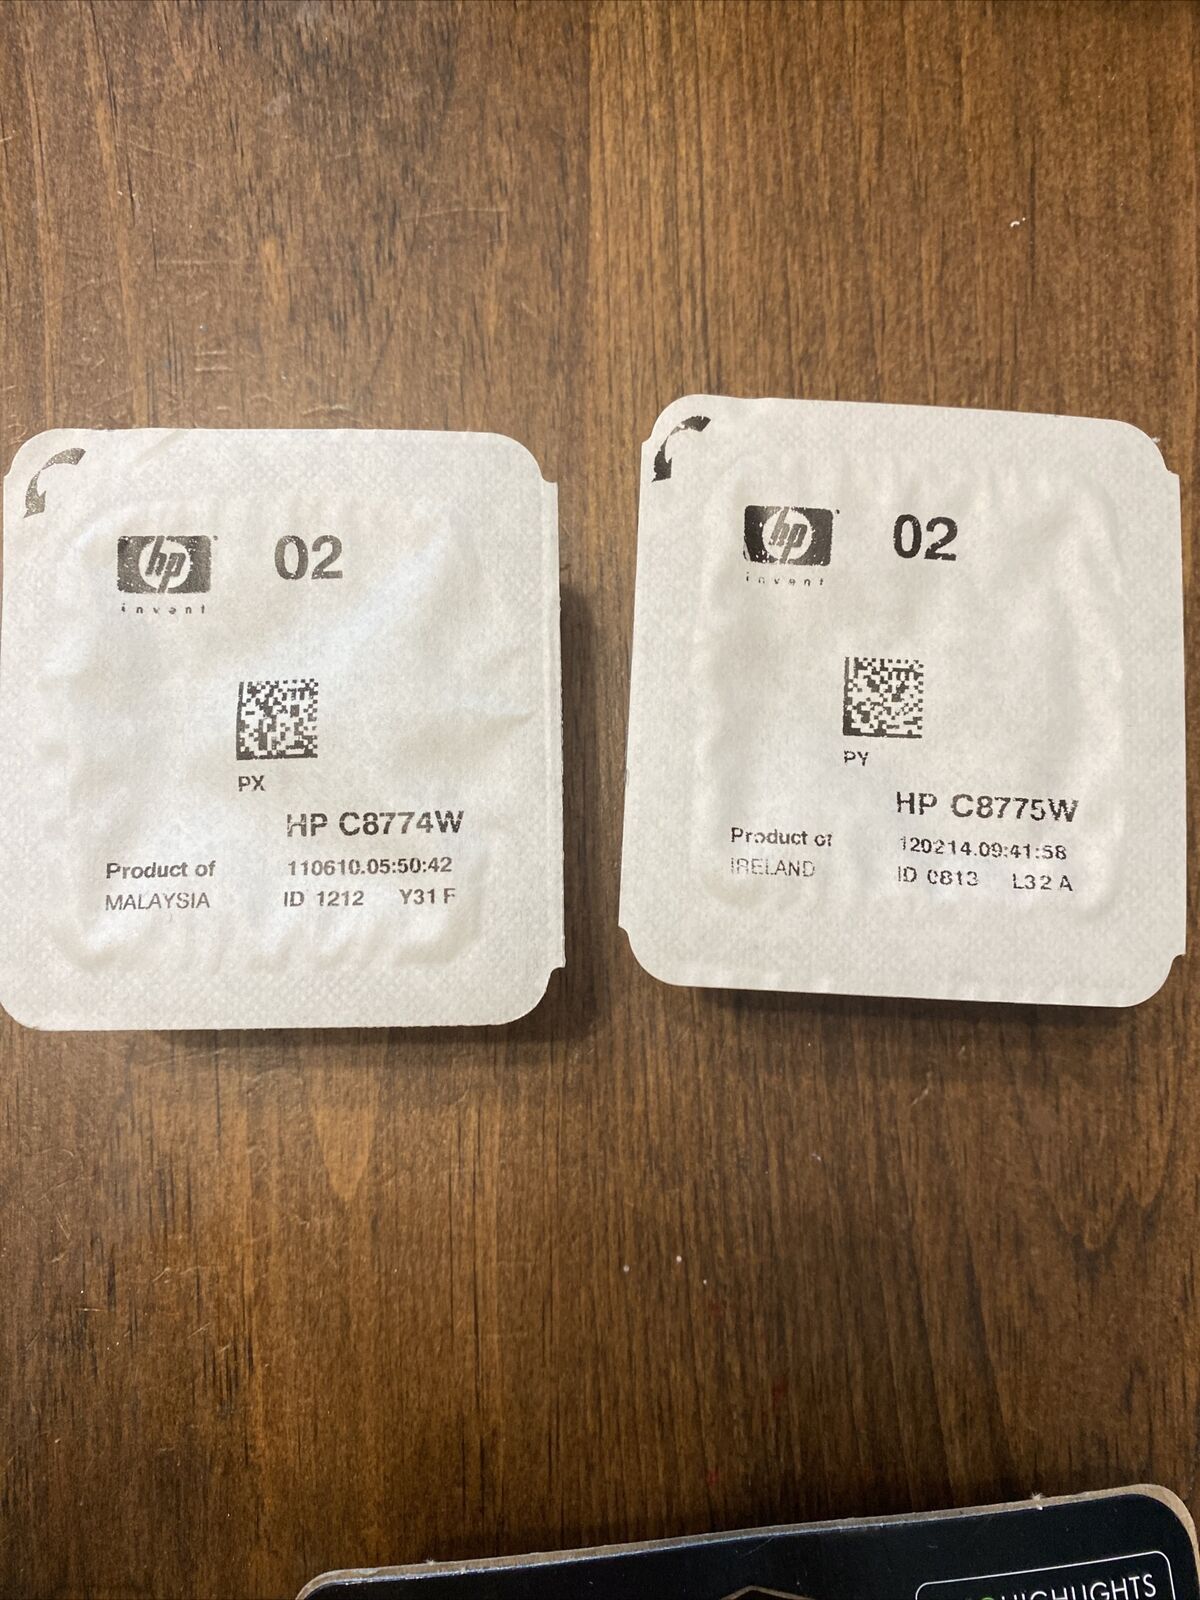 hp 02
invent
PX
HP C8774W
Product of 110610.05:50:42
MALAYSIA ID 1212 Y31 F
hp 02
invent
PY
HP C8775W
Product of 120214.09:41:58
IRELAND ID 0813 L32 A
HIGHLIGHTS